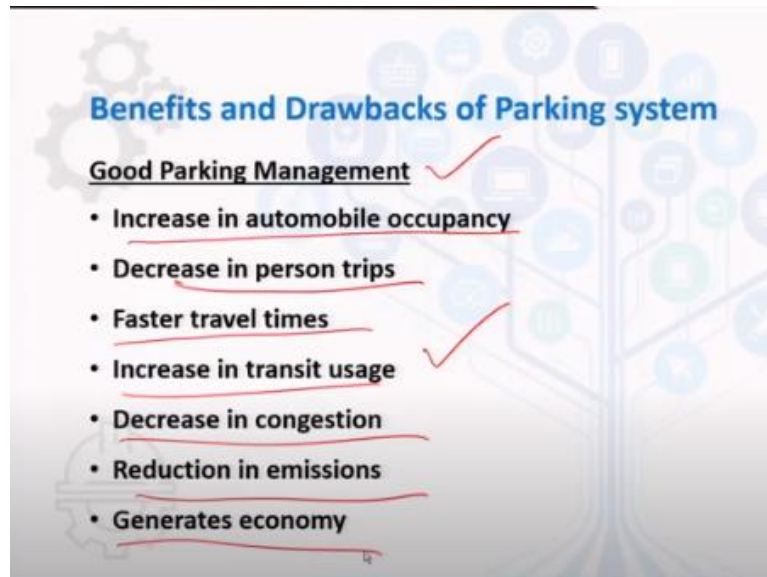 Benefits and Drawbacks of Parking system
Good Parking Management
• Increase in automobile occupancy
• Decrease in person trips
• Faster travel times
• Increase in transit usage
• Decrease in congestion
• Reduction in emissions
• Generates economy